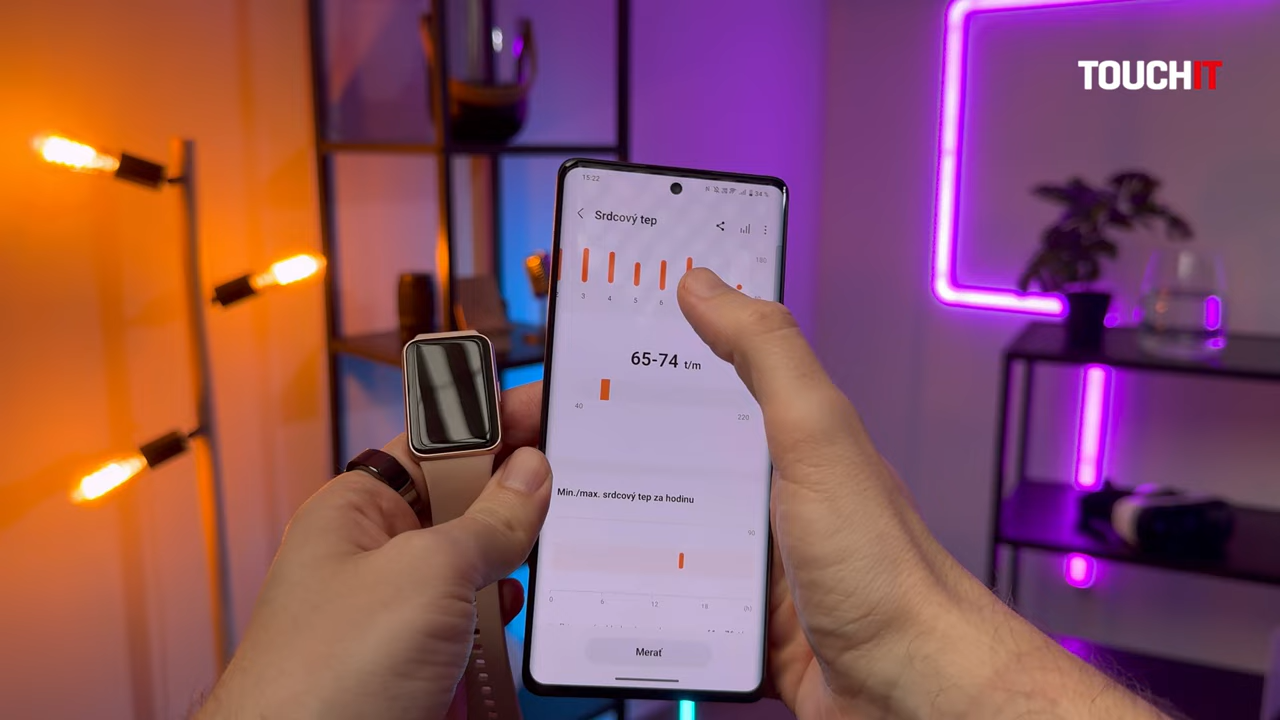 TOUCHIT
15:22
34 %
Srdcový tep
180
3 4 5 6
65-74 t/m
40
220
Min./max. srdcový tep za hodinu
90
0 6 12 18 (h)
Merať